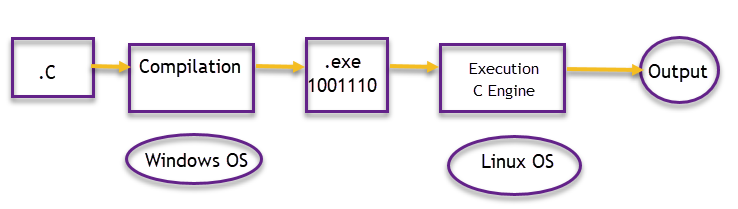 .C
Compilation
.exe
1001110
Execution
C Engine
Output
Windows OS
Linux OS